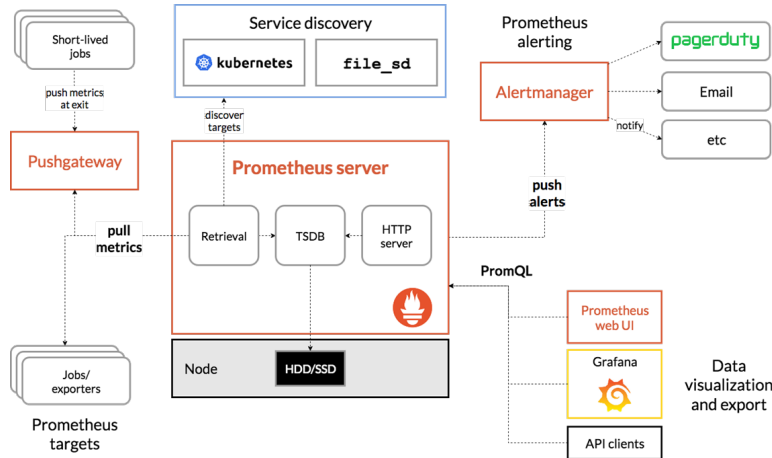 Short-lived
jobs
push metrics
at exit
Pushgateway
Service discovery
kubernetes
file_sd
discover
targets
Prometheus
alerting
Alertmanager
pagerduty
Email
notify
etc
Prometheus server
Retrieval
TSDB
HTTP
server
pull
metrics
push
alerts
PromQL
Node
HDD/SSD
Jobs/
exporters
Prometheus
targets
Prometheus
web UI
Grafana
API clients
Data
visualization
and export